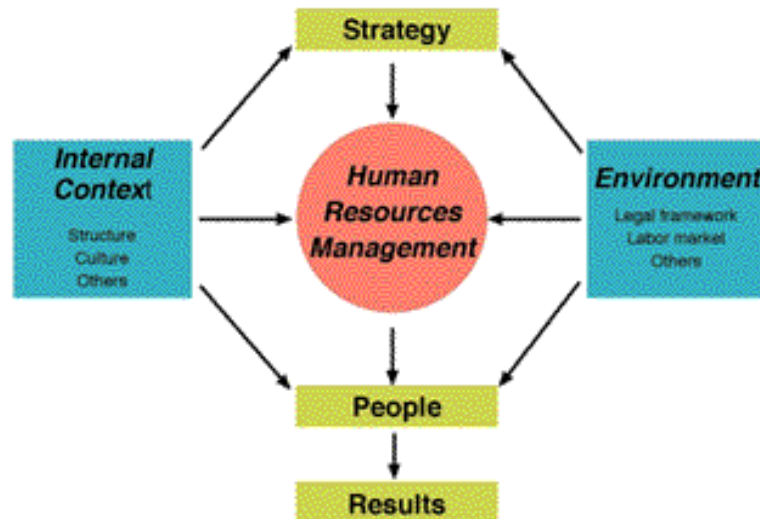 Strategy
Internal
Context
Structure
Culture
Others
Human
Resources
Management
Environment
Legal framework
Labor market
Others
People
Results